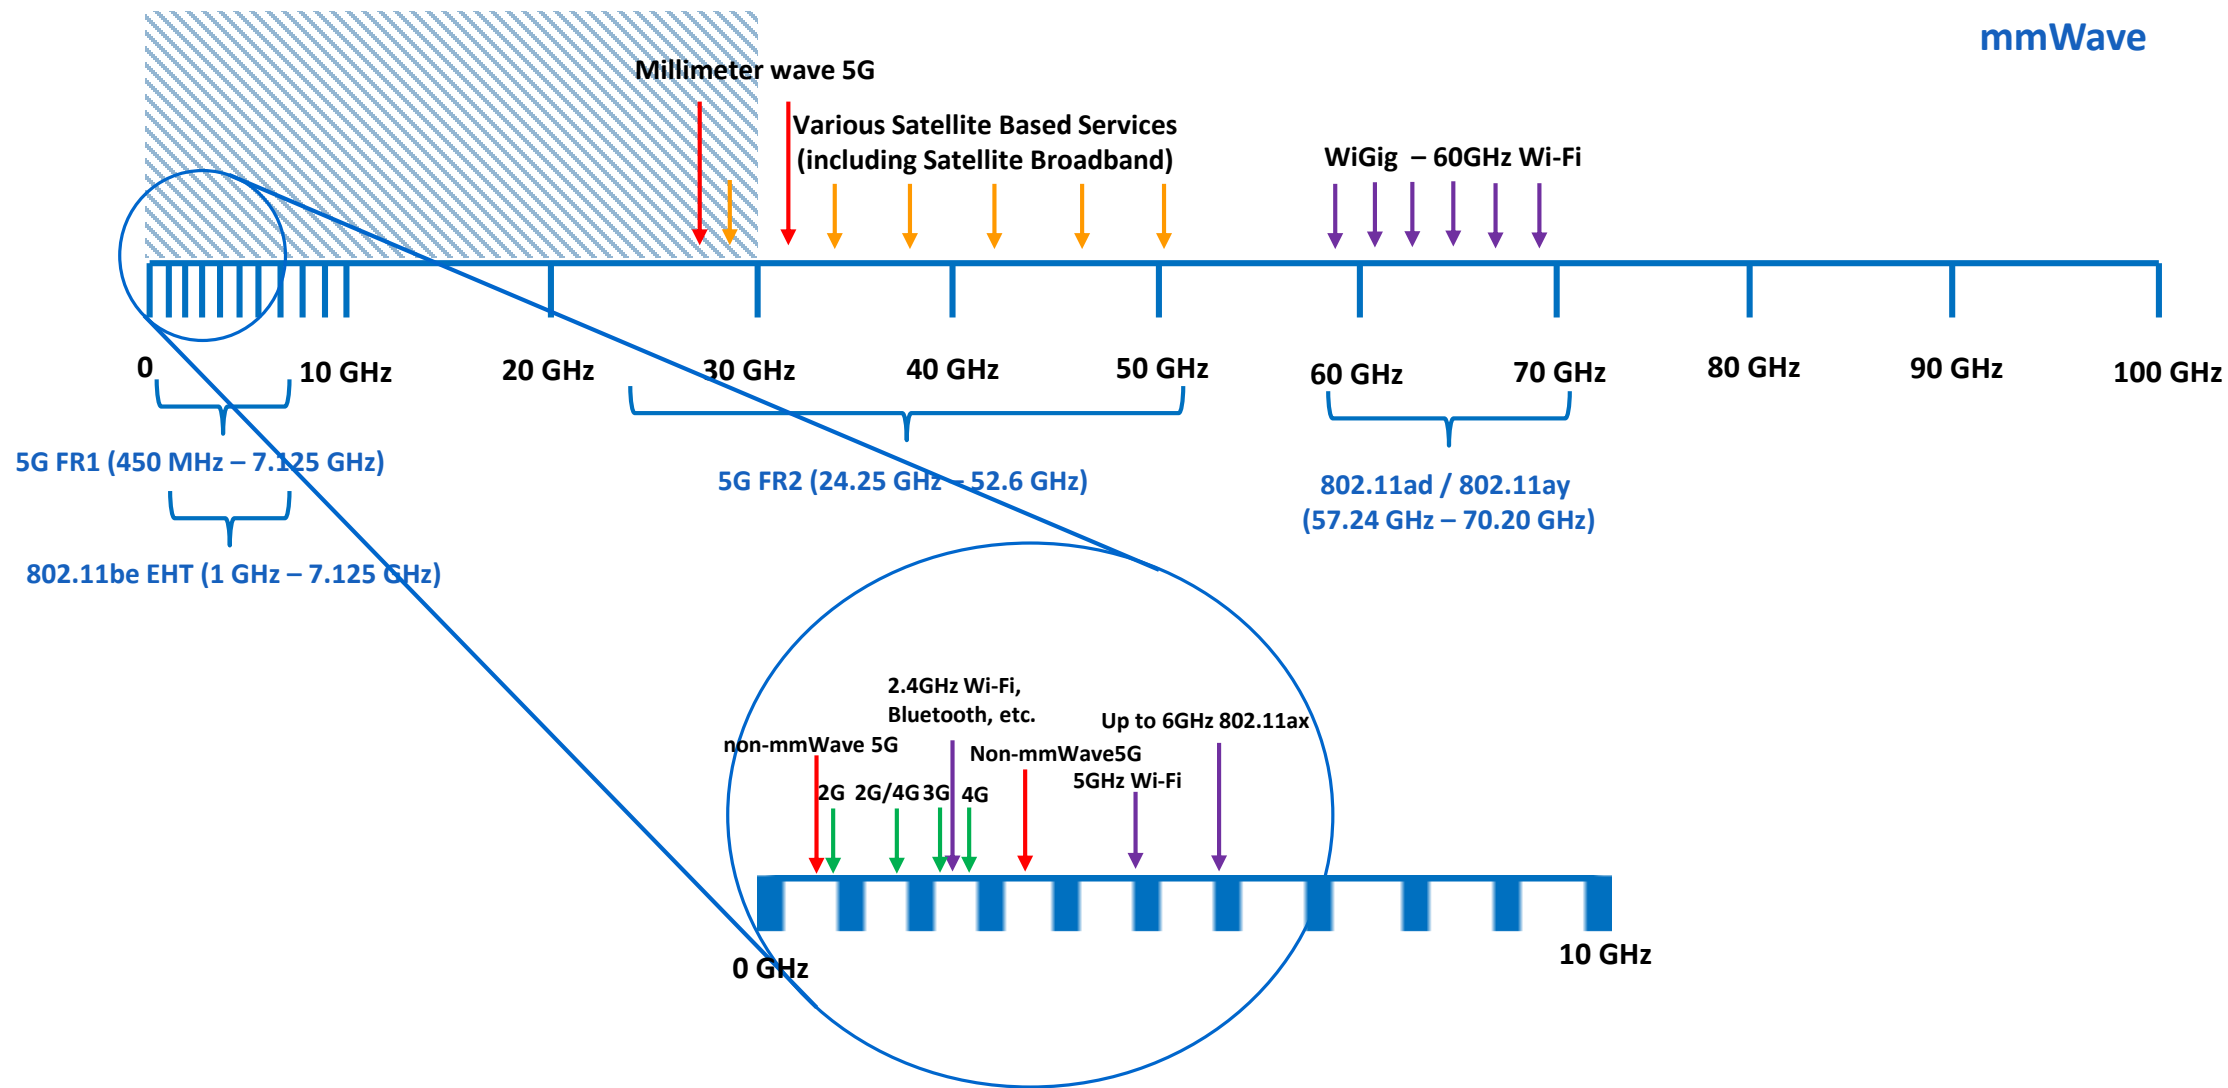 mmWave
Millimeter wave 5G
Various Satellite Based Services
(including Satellite Broadband)
WiGig – 60GHz Wi-Fi
0
10 GHz
20 GHz
30 GHz
40 GHz
50 GHz
60 GHz
70 GHz
80 GHz
90 GHz
100 GHz
5G FR1 (450 MHz – 7.125 GHz)
5G FR2 (24.25 GHz – 52.6 GHz)
802.11ad / 802.11ay
(57.24 GHz – 70.20 GHz)
802.11be EHT (1 GHz – 7.125 GHz)
2.4GHz Wi-Fi,
Bluetooth, etc.
Up to 6GHz 802.11ax
non-mmWave 5G
Non-mmWave5G
5GHz Wi-Fi
2G
2G/4G
3G
4G
0 GHz
10 GHz